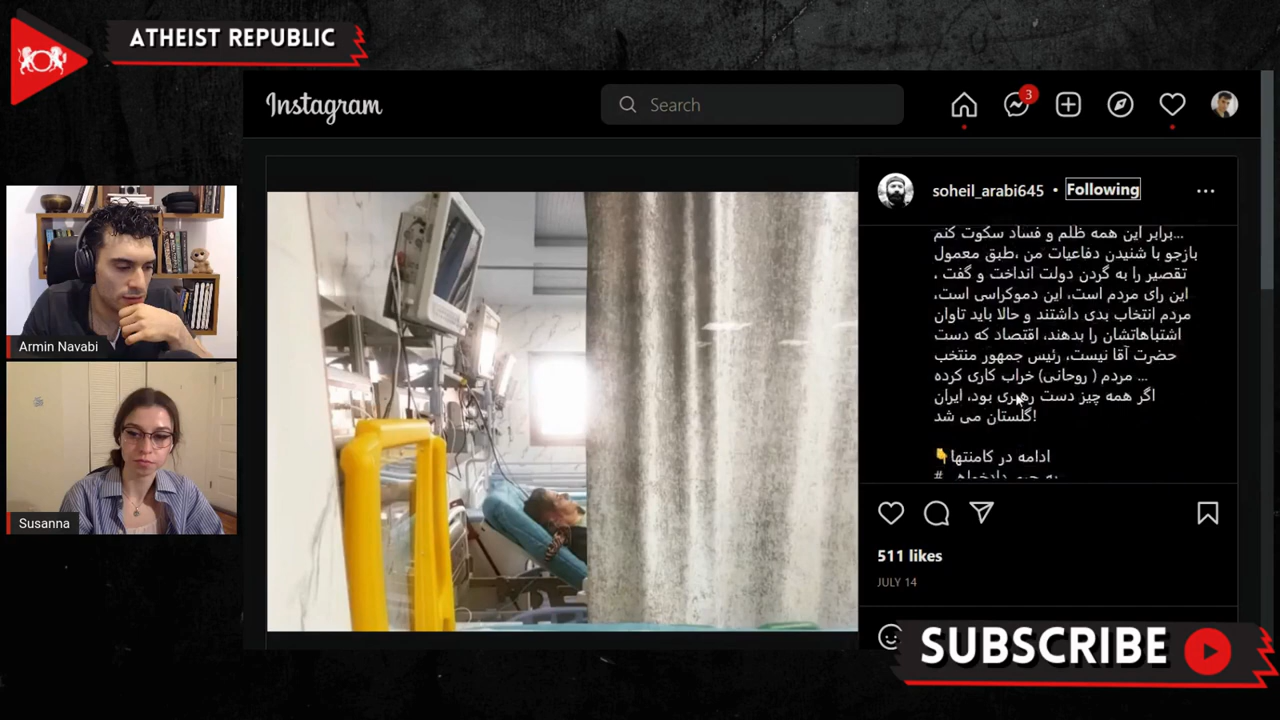 ATHEIST REPUBLIC
Instagram
Search
3
soheil_arabi645 • Following
...برابر این همه ظلم و فساد سکوت کنم
بازجو با شنیدن دفاعیات من ،طبق معمول
تقصیر را به گردن دولت انداخت و گفت ،
این رای مردم است، این دموکراسی است،
مردم انتخاب بدی داشتند و حالا باید تاوان
اشتباهاتشان را بدهند، اقتصاد که دست
حضرت آقا نیست، رئیس جمهور منتخب
مردم ( روحانی) خراب کاری کرده ...
اگر همه چیز دست رهبری بود، ایران
گلستان می شد!
ادامه در کامنتها👇
Armin Navabi
Susanna
511 likes
JULY 14
SUBSCRIBE